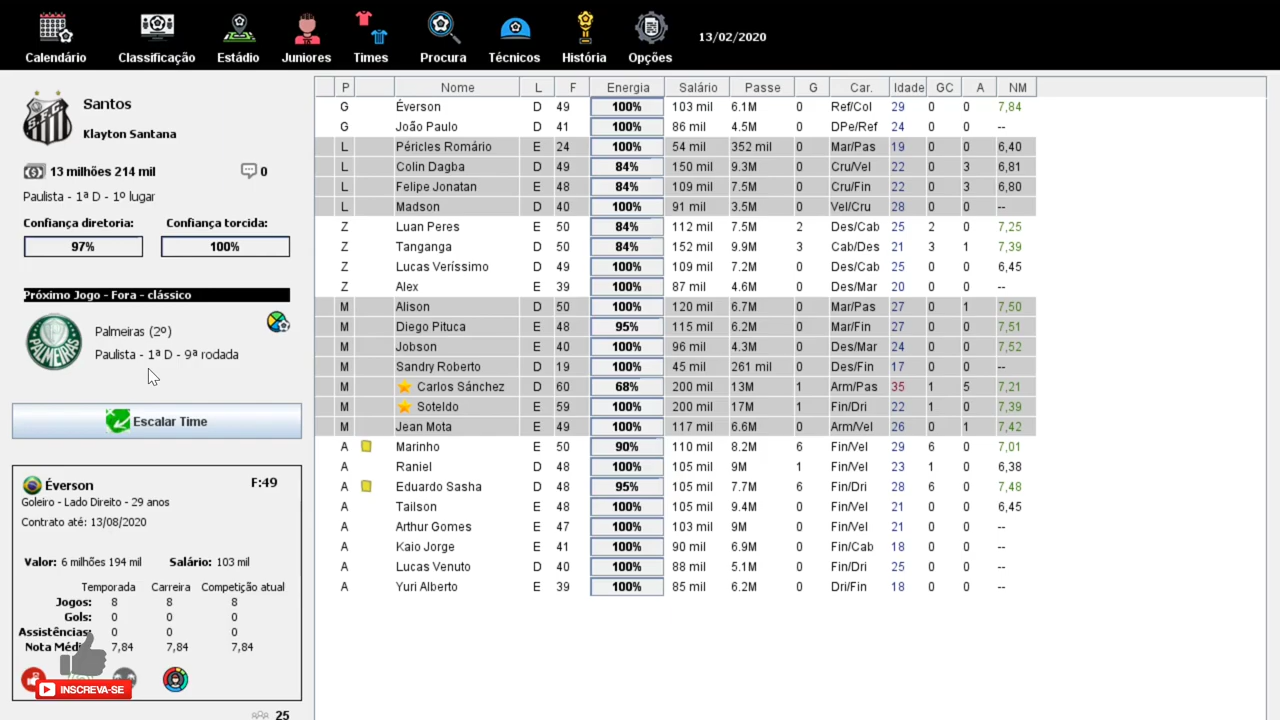 Calendário Classificação Estádio Juniores Times Procura Técnicos História Opções 13/02/2020
Santos
Klayton Santana
13 milhões 214 mil 0
Paulista - 1ª D - 1º lugar
Confiança diretoria: Confiança torcida:
97% 100%
Próximo Jogo - Fora - clássico
PALMEIRAS
Palmeiras (2º)
Paulista - 1ª D - 9ª rodada
Escalar Time
Éverson F:49
Goleiro - Lado Direito - 29 anos
Contrato até: 13/08/2020
Valor: 6 milhões 194 mil Salário: 103 mil
Temporada Carreira Competição atual
Jogos: 8 8 8
Gols: 0 0 0
Assistências: 0 0 0
Nota Médi 7,84 7,84 7,84
INSCREVA-SE
25
P Nome L F Energia Salário Passe G Car. Idade GC A NM
G Éverson D 49 100% 103 mil 6.1M 0 Ref/Col 29 0 0 7,84
G João Paulo D 41 100% 86 mil 4.5M 0 DPe/Ref 24 0 0 --
L Péricles Romário E 24 100% 54 mil 352 mil 0 Mar/Pas 19 0 0 6,40
L Colin Dagba D 49 84% 150 mil 9.3M 0 Cru/Vel 22 0 3 6,81
L Felipe Jonatan E 48 84% 109 mil 7.5M 0 Cru/Fin 22 0 3 6,80
L Madson D 40 100% 91 mil 3.5M 0 Vel/Cru 28 0 0 --
Z Luan Peres E 50 84% 112 mil 7.5M 2 Des/Cab 25 2 0 7,25
Z Tanganga D 50 84% 152 mil 9.9M 3 Cab/Des 21 3 1 7,39
Z Lucas Veríssimo D 49 100% 109 mil 7.2M 0 Des/Cab 25 0 0 6,45
Z Alex E 39 100% 87 mil 4.6M 0 Des/Mar 20 0 0 --
M Alison D 50 100% 120 mil 6.7M 0 Mar/Pas 27 0 1 7,50
M Diego Pituca E 48 95% 115 mil 6.2M 0 Mar/Fin 27 0 0 7,51
M Jobson E 40 100% 96 mil 4.3M 0 Des/Mar 24 0 0 7,52
M Sandry Roberto D 19 100% 45 mil 261 mil 0 Des/Fin 17 0 0 --
M Carlos Sánchez D 60 68% 200 mil 13M 1 Arm/Pas 35 1 5 7,21
M Soteldo E 59 100% 200 mil 17M 1 Fin/Dri 22 1 0 7,39
M Jean Mota E 49 100% 117 mil 6.6M 0 Arm/Vel 26 0 1 7,42
A Marinho E 50 90% 110 mil 8.2M 6 Fin/Vel 29 6 0 7,01
A Raniel D 48 100% 105 mil 9M 1 Fin/Vel 23 1 0 6,38
A Eduardo Sasha D 48 95% 105 mil 7.7M 6 Fin/Dri 28 6 0 7,48
A Tailson E 48 100% 105 mil 9.4M 0 Fin/Vel 21 0 0 6,45
A Arthur Gomes E 47 100% 103 mil 9M 0 Fin/Vel 21 0 0 --
A Kaio Jorge E 41 100% 90 mil 6.9M 0 Fin/Cab 18 0 0 --
A Lucas Venuto D 40 100% 88 mil 5.1M 0 Fin/Dri 25 0 0 --
A Yuri Alberto E 39 100% 85 mil 6.2M 0 Dri/Fin 18 0 0 --